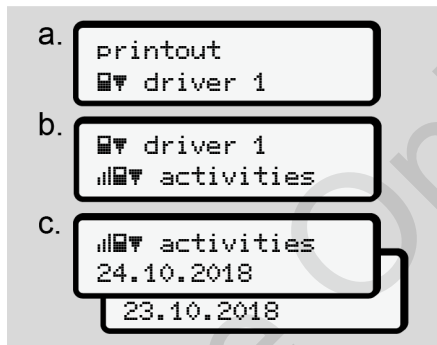 a.
printout
driver 1
b.
driver 1
activities
c.
activities
24.10.2018
23.10.2018